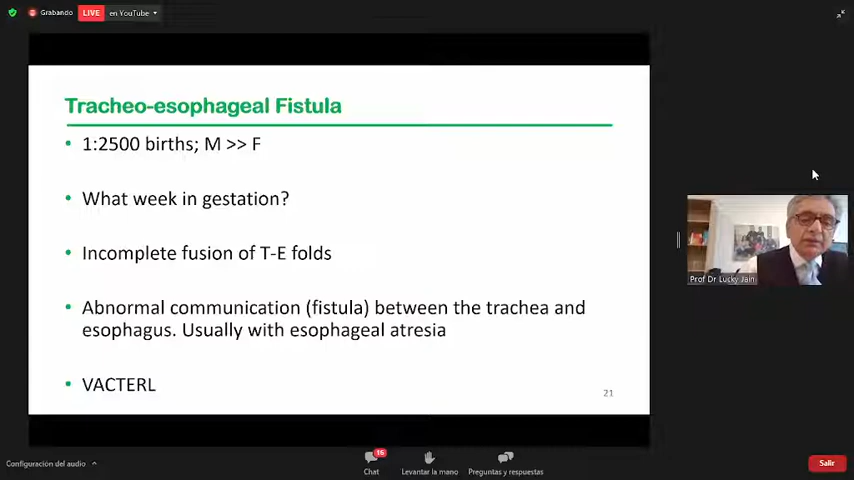 Grabando LIVE en YouTube
Tracheo-esophageal Fistula
• 1:2500 births; M >> F
• What week in gestation?
• Incomplete fusion of T-E folds
• Abnormal communication (fistula) between the trachea and
esophagus. Usually with esophageal atresia
• VACTERL
21
Prof Dr Lucky Jain
Configuración del audio
16
Chat
Levantar la mano
Preguntas y respuestas
Salir